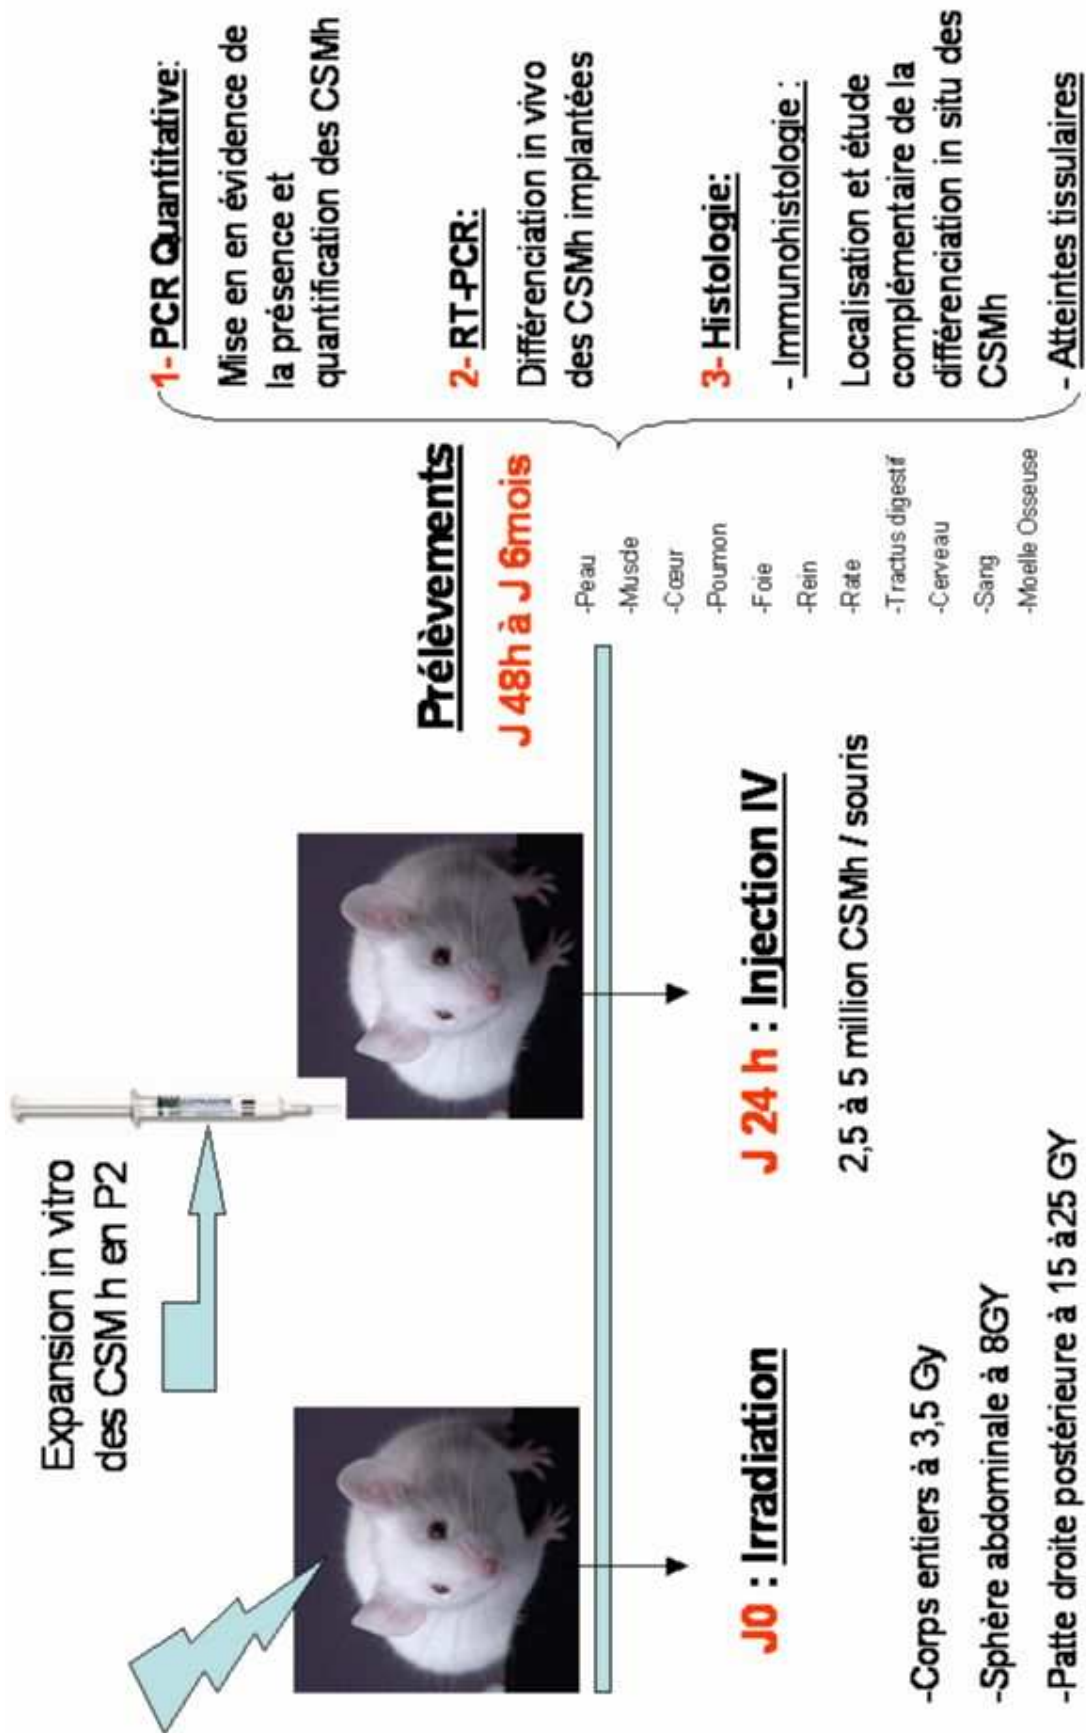 Expansion in vitro
des CSM h en P2
J0 : Irradiation
-Corps entiers à 3,5 Gy
-Sphère abdominale à 8GY
-Patte droite postérieure à 15 à25 GY
J 24 h : Injection IV
2,5 à 5 million CSMh / souris
Prélèvements
J 48h à J 6mois
-Peau
-Muscle
-Cœur
-Poumon
-Foie
-Rein
-Rate
-Tractus digestif
-Cerveau
-Sang
-Moelle Osseuse
1- PCR Quantitative:
Mise en en évidence de
la présence et
quantification des CSMh
2- RT-PCR:
Différenciation in vivo
des CSMh implantées
3- Histologie:
- Immunohistologie :
Localisation et étude
complémentaire de la
différenciation in situ des
CSMh
- Atteintes tissulaires